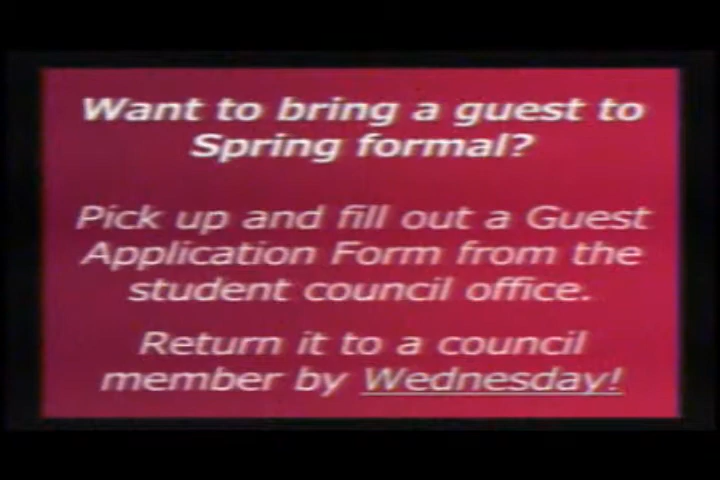 Want to bring a guest to
Spring formal?
Pick up and fill out a Guest
Application Form from the
student council office.
Return it to a council
member by Wednesday!